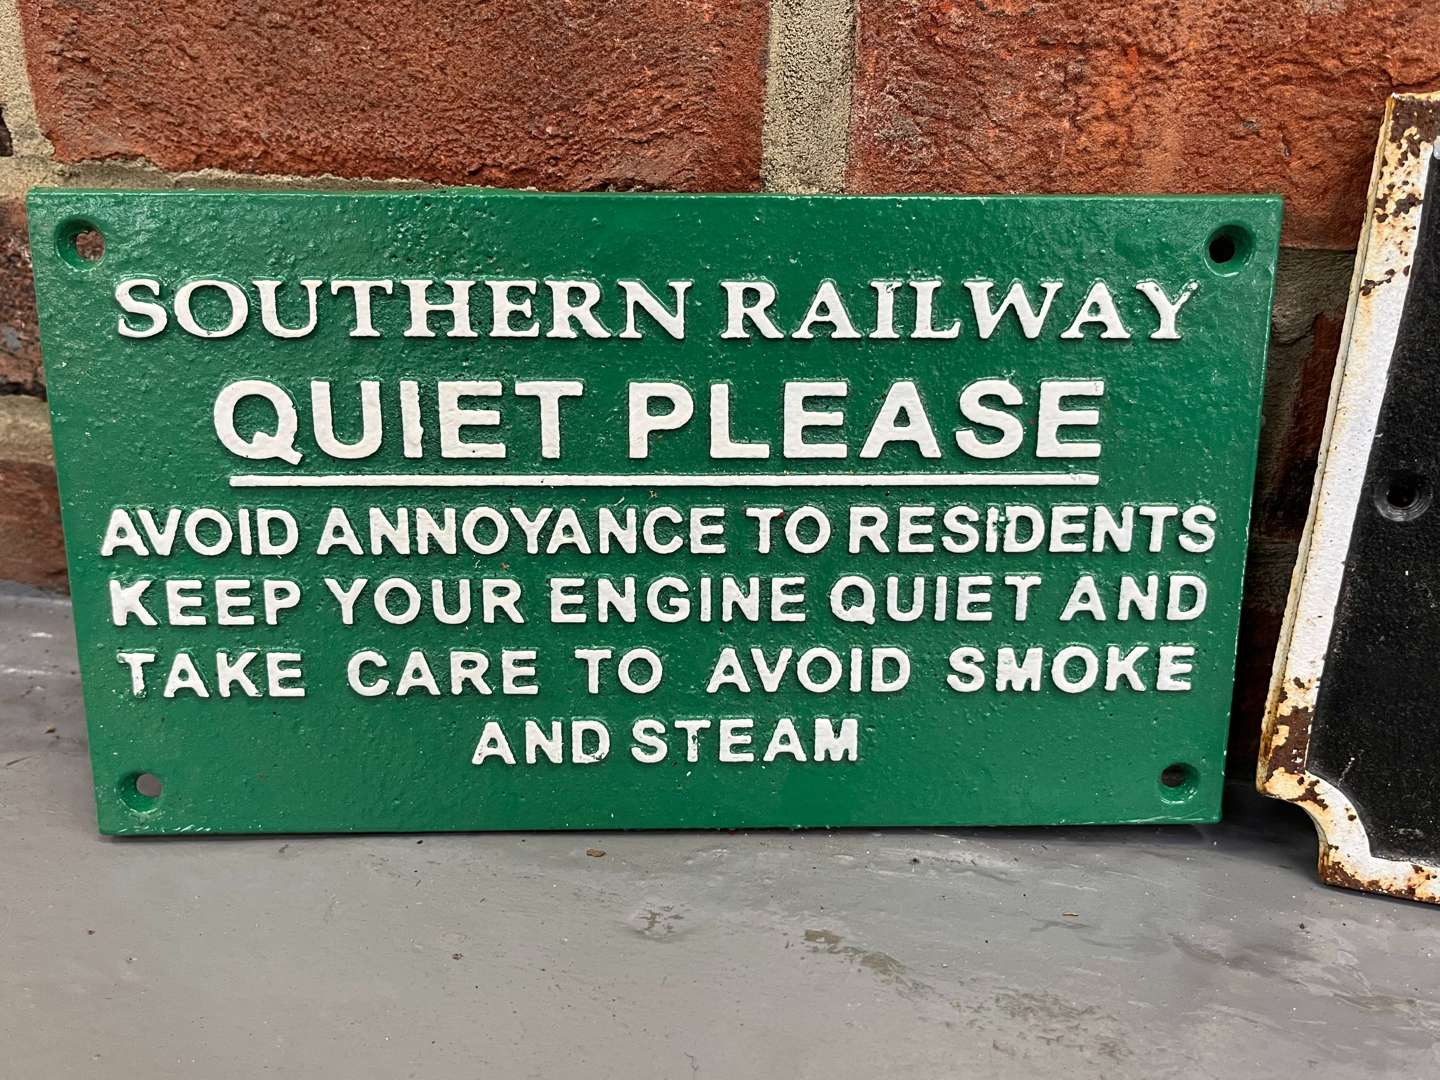 SOUTHERN RAILWAY
QUIET PLEASE
AVOID ANNOYANCE TO RESIDENTS
KEEP YOUR ENGINE QUIET AND
TAKE CARE TO AVOID SMOKE
AND STEAM